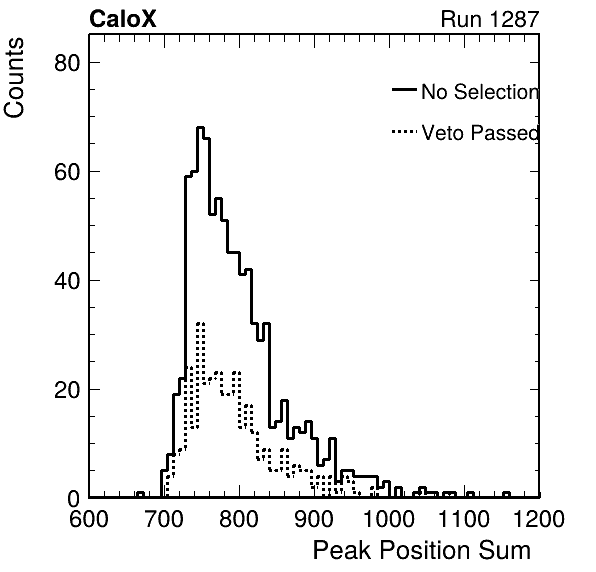 CaloX Run 1287
Counts
80
60
40
20
0
No Selection
Veto Passed
600 700 800 900 1000 1100 1200
Peak Position Sum